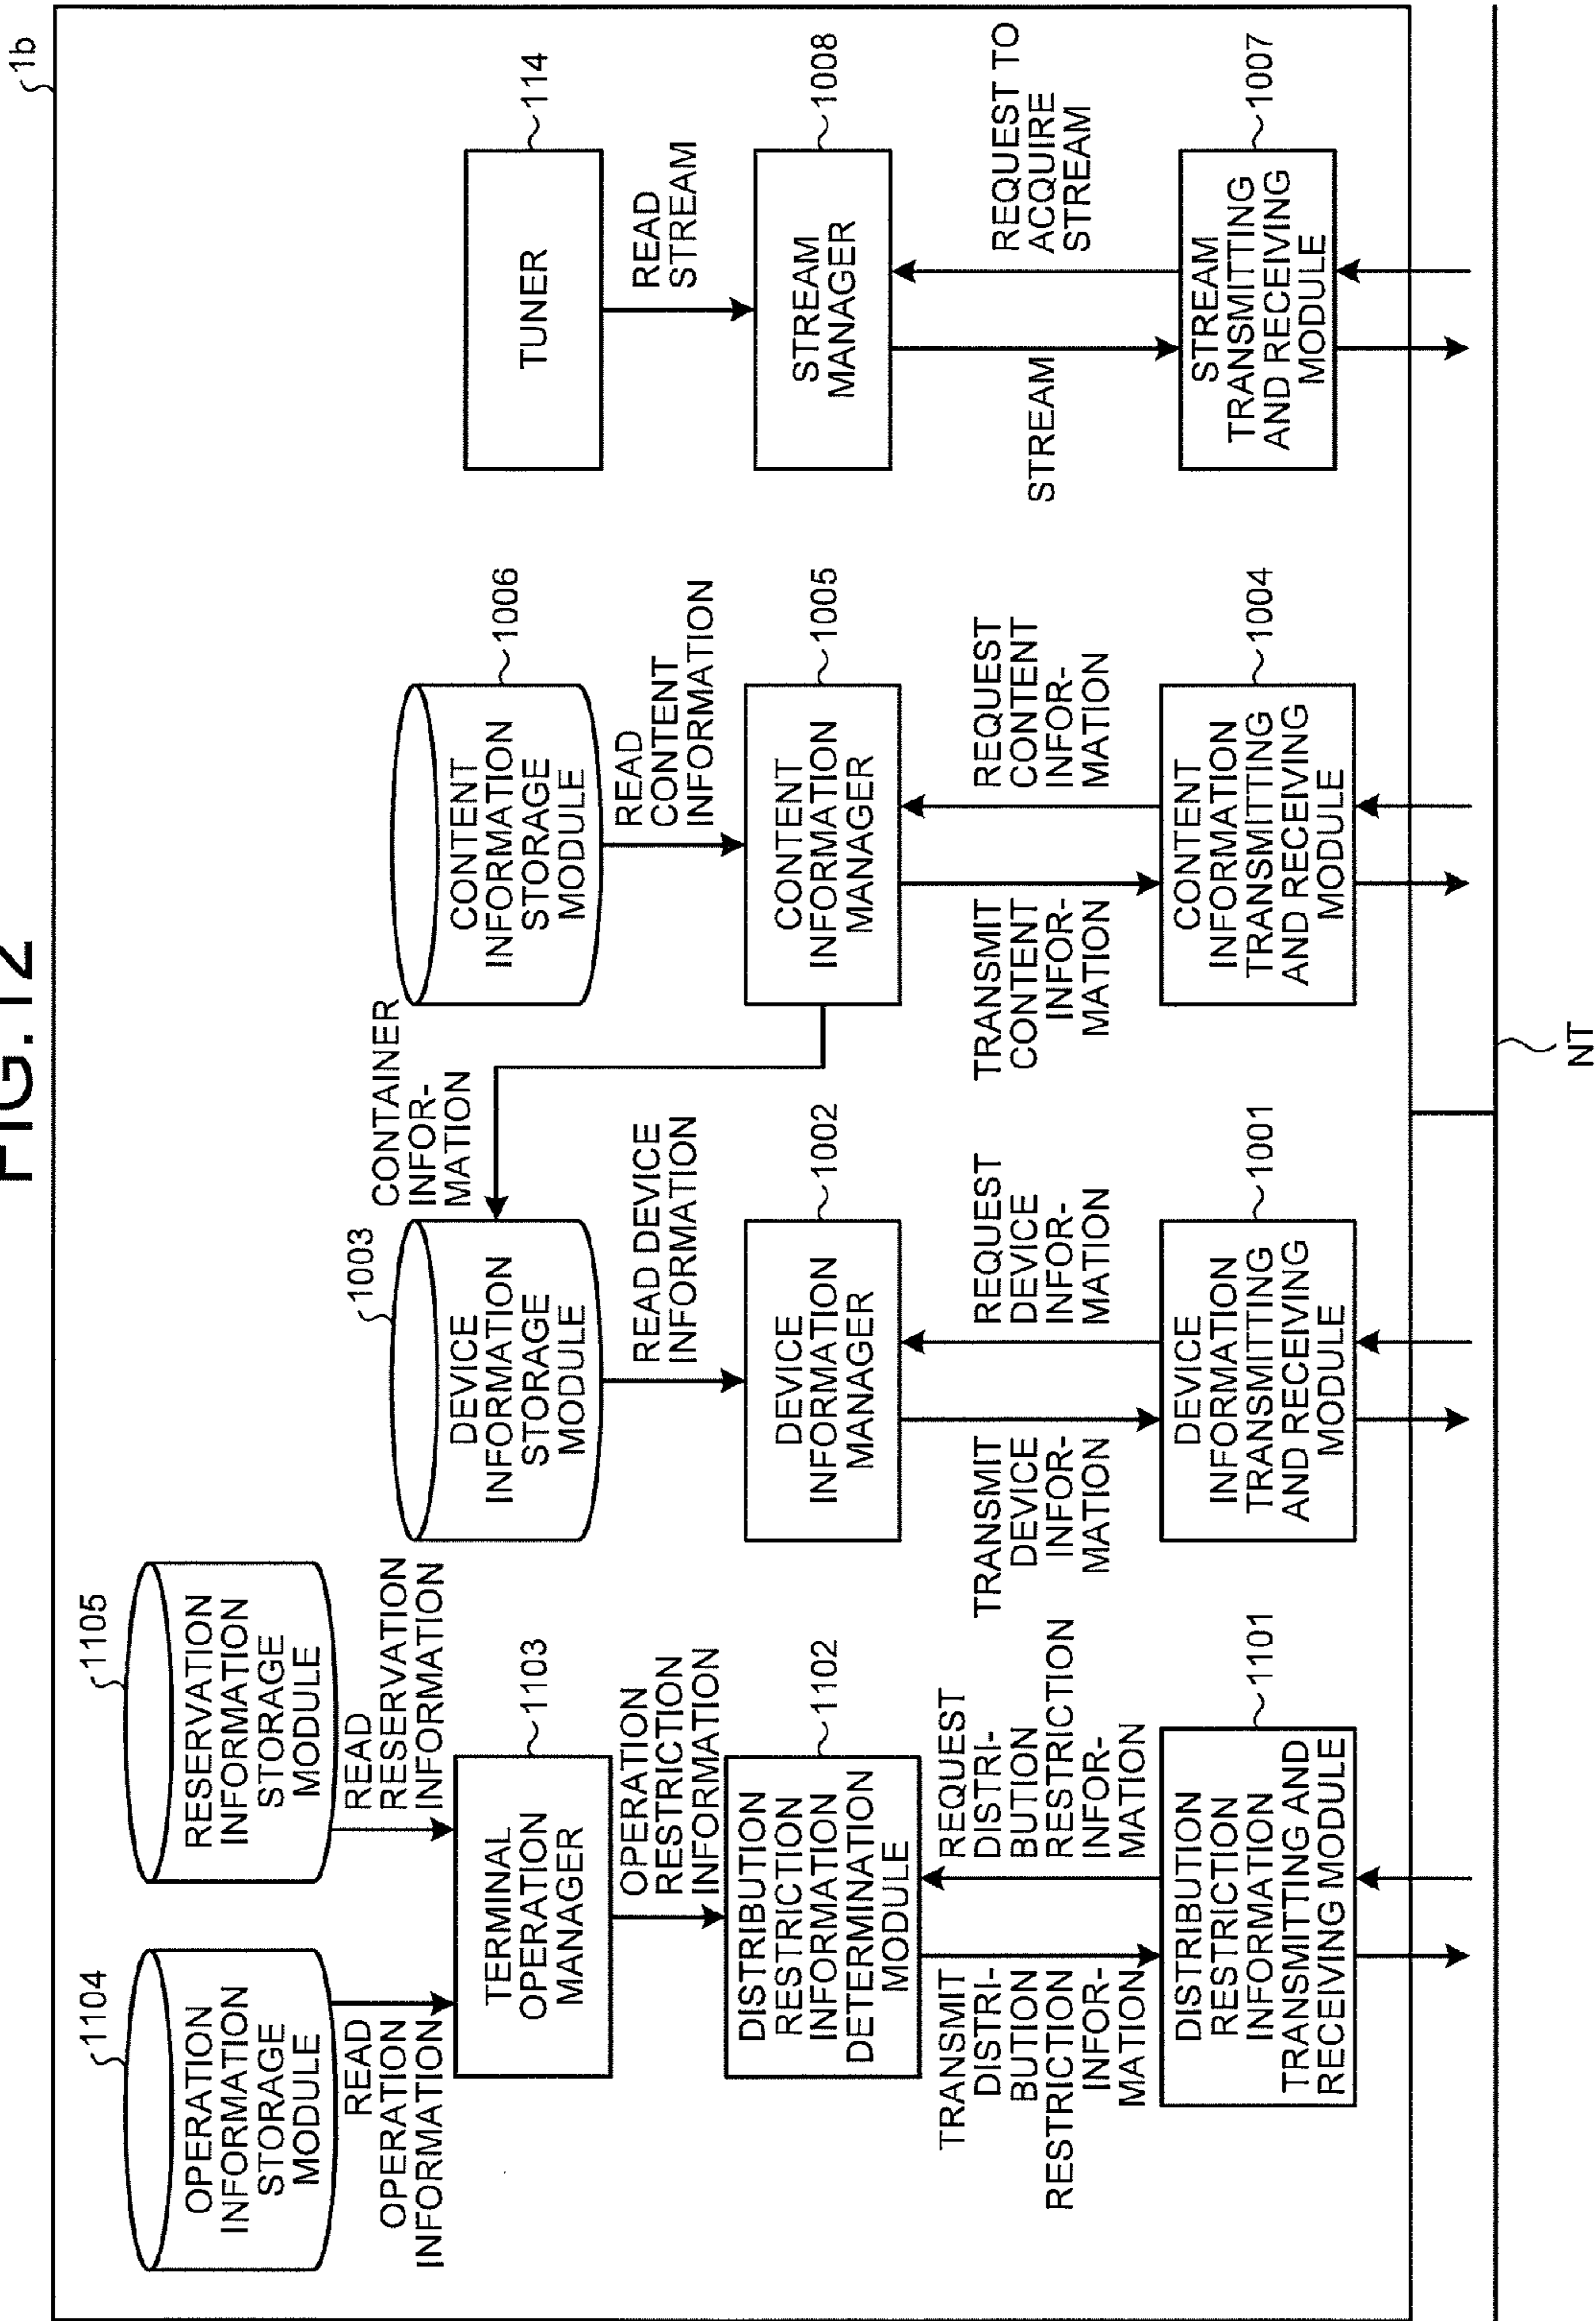 FIG.12
1b
1104
OPERATION
INFORMATION
STORAGE
MODULE
1105
RESERVATION
INFORMATION
STORAGE
MODULE
READ
OPERATION
INFORMATION
READ
RESERVATION
INFORMATION
TERMINAL
OPERATION
MANAGER
1103
OPERATION
RESTRICTION
INFORMATION
DISTRIBUTION
RESTRICTION
INFORMATION
DETERMINATION
MODULE
1102
TRANSMIT
DISTRI-
BUTION
RESTRICTION
INFOR-
MATION
REQUEST
DISTRI-
BUTION
RESTRICTION
INFOR-
MATION
DISTRIBUTION
RESTRICTION
INFORMATION
TRANSMITTING AND
RECEIVING MODULE
1101
1003
DEVICE
INFORMATION
STORAGE
MODULE
CONTAINER
INFOR-
MATION
READ DEVICE
INFORMATION
DEVICE
INFORMATION
MANAGER
1002
TRANSMIT
DEVICE
INFOR-
MATION
REQUEST
DEVICE
INFOR-
MATION
DEVICE
INFORMATION
TRANSMITTING
AND RECEIVING
MODULE
1001
CONTENT
INFORMATION
STORAGE
MODULE
1006
READ
CONTENT
INFORMATION
CONTENT
INFORMATION
MANAGER
1005
TRANSMIT
CONTENT
INFOR-
MATION
REQUEST
CONTENT
INFOR-
MATION
CONTENT
INFORMATION
TRANSMITTING
AND RECEIVING
MODULE
1004
TUNER
114
READ
STREAM
STREAM
MANAGER
1008
STREAM
REQUEST TO
ACQUIRE
STREAM
STREAM
TRANSMITTING
AND RECEIVING
MODULE
1007
NT